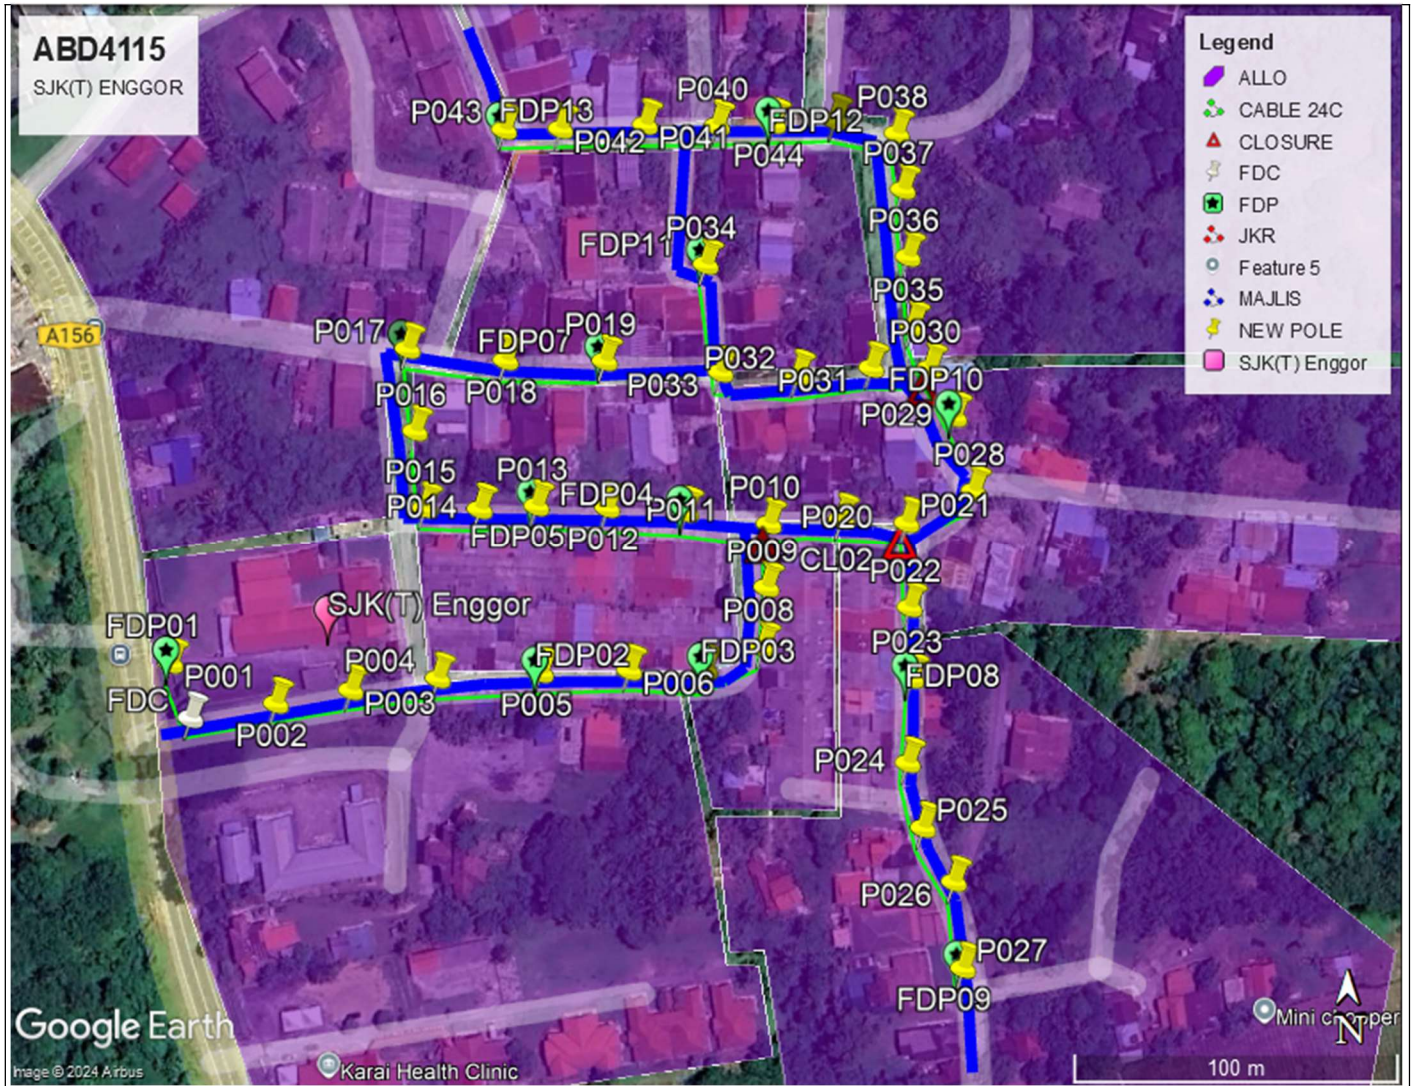 ABD4115
SJK(T) ENGGOR
Legend
ALLO
CABLE 24C
CLOSURE
FDC
FDP
JKR
Feature 5
MAJLIS
NEW POLE
SJK(T) Enggor
P043
FDP13
P040
P038
FDP12
P042
P041
P044
P037
P036
P034
FDP11
P035
A156
P017
FDP07
P019
P030
P032
P018
P033
P031
FDP10
P016
P029
P028
P015
P013
P014
FDP04
P011
P010
P020
P021
FDP05
P012
P009
CL02
P022
SJK(T) Enggor
P008
FDP01
P023
P001
P004
FDP02
FDP03
FDP08
FDC
P003
P005
P006
P002
P024
P025
P026
P027
FDP09
Google Earth
Mini chopper
N
Karai Health Clinic
100 m
Image © 2024 Airbus